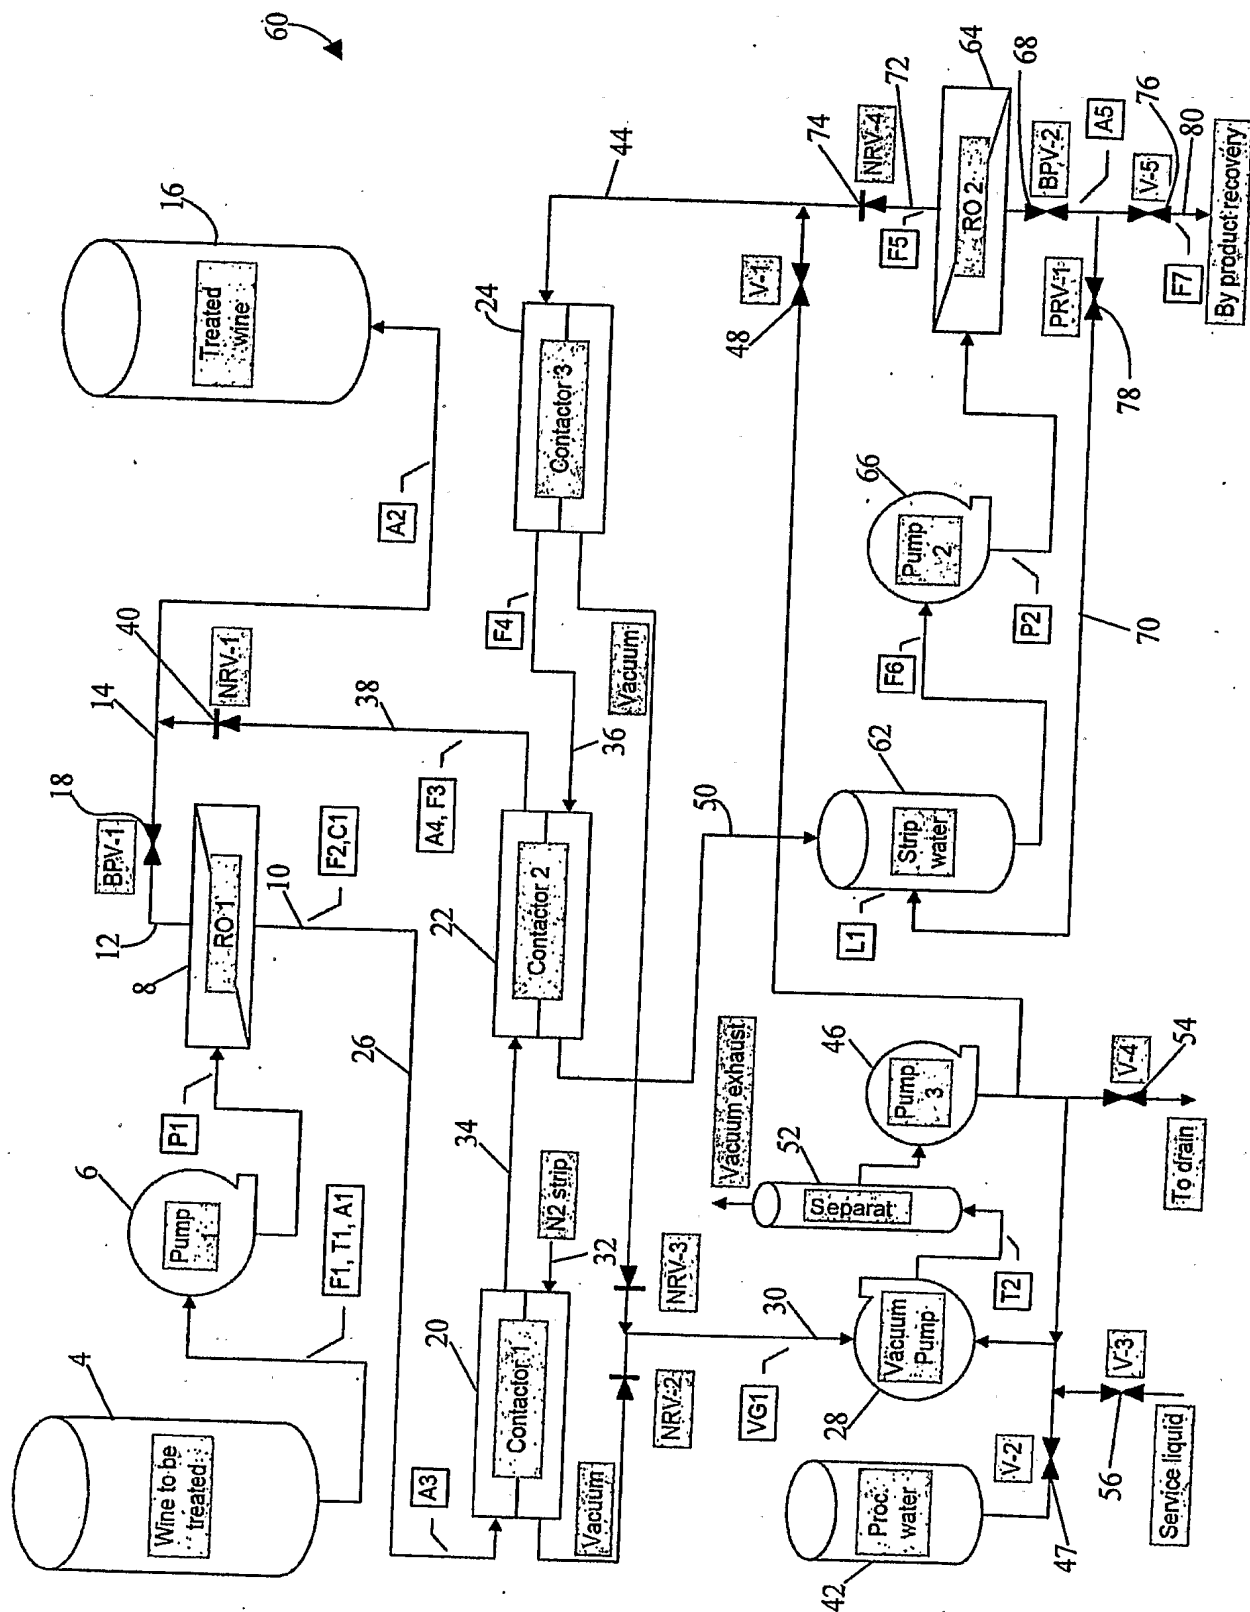 60
4
Wine to be
treated
6
Pump
1
P1
F1, T1, A1
8
RO 1
12
BPV-1
18
14
10
F2,C1
40
NRV-1
38
A4, F3
A2
16
Treated
wine
26
A3
20
Contactor 1
34
N2 strip
32
22
Contactor 2
36
F4
24
Contactor 3
44
Vacuum
Vacuum
NRV-2
NRV-3
30
VG1
50
V-1
48
74
NRV-4
72
F5
64
RO 2
68
BPV-2
A5
76
V-5
80
F7
By product recovery
PRV-1
78
70
66
Pump
2
P2
F6
62
Strip
water
L1
46
Pump
3
Vacuum exhaust
52
Separat
T2
28
Vacuum
Pump
V-4
54
To drain
V-3
56
Service liquid
V-2
47
42
Proc.
water